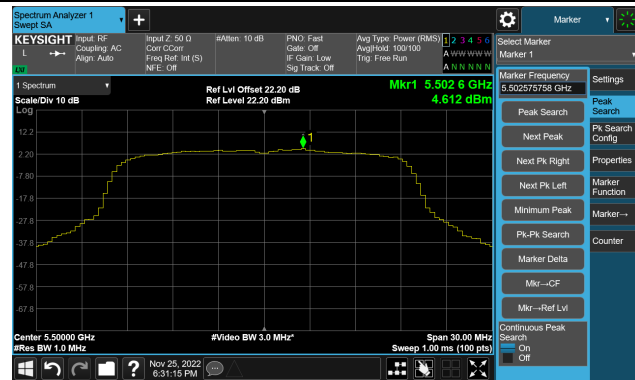 Spectrum Analyzer 1
Swept SA
Marker
KEYSIGHT
L
LXI
Input: RF
Coupling: AC
Align: Auto
Input Z: 50 Ω
Corr CCorr
Freq Ref: Int (S)
NFE: Off
#Atten: 10 dB
PNO: Fast
Gate: Off
IF Gain: Low
Sig Track: Off
Avg Type: Power (RMS)
Avg|Hold: 100/100
Trig: Free Run
1 2 3 4 5 6
A W W W W W
A N N N N N
Select Marker
Marker 1
1 Spectrum
Scale/Div 10 dB
Log
Ref Lvl Offset 22.20 dB
Ref Level 22.20 dBm
Mkr1 5.502 6 GHz
4.612 dBm
1
12.2
2.20
-7.80
-17.8
-27.8
-37.8
-47.8
-57.8
-67.8
Center 5.50000 GHz
#Res BW 1.0 MHz
#Video BW 3.0 MHz*
Span 30.00 MHz
Sweep 1.00 ms (100 pts)
Marker Frequency
5.502575758 GHz
Peak Search
Next Peak
Next Pk Right
Next Pk Left
Minimum Peak
Pk-Pk Search
Marker Delta
Mkr→CF
Mkr→Ref Lvl
Continuous Peak
Search
On
Off
Settings
Peak
Search
Pk Search
Config
Properties
Marker
Function
Marker→
Counter
Nov 25, 2022
6:31:15 PM